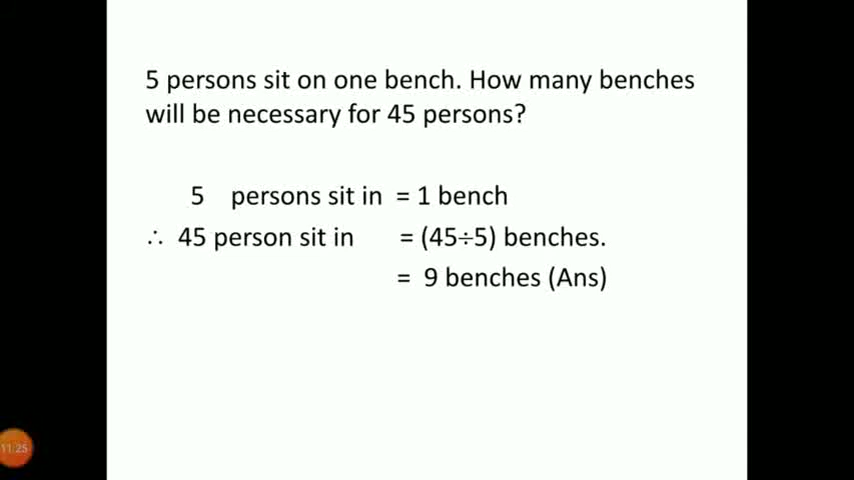 5 persons sit on one bench. How many benches
will be necessary for 45 persons?
5 persons sit in = 1 bench
∴ 45 person sit in = (45÷5) benches.
= 9 benches (Ans)
11:25